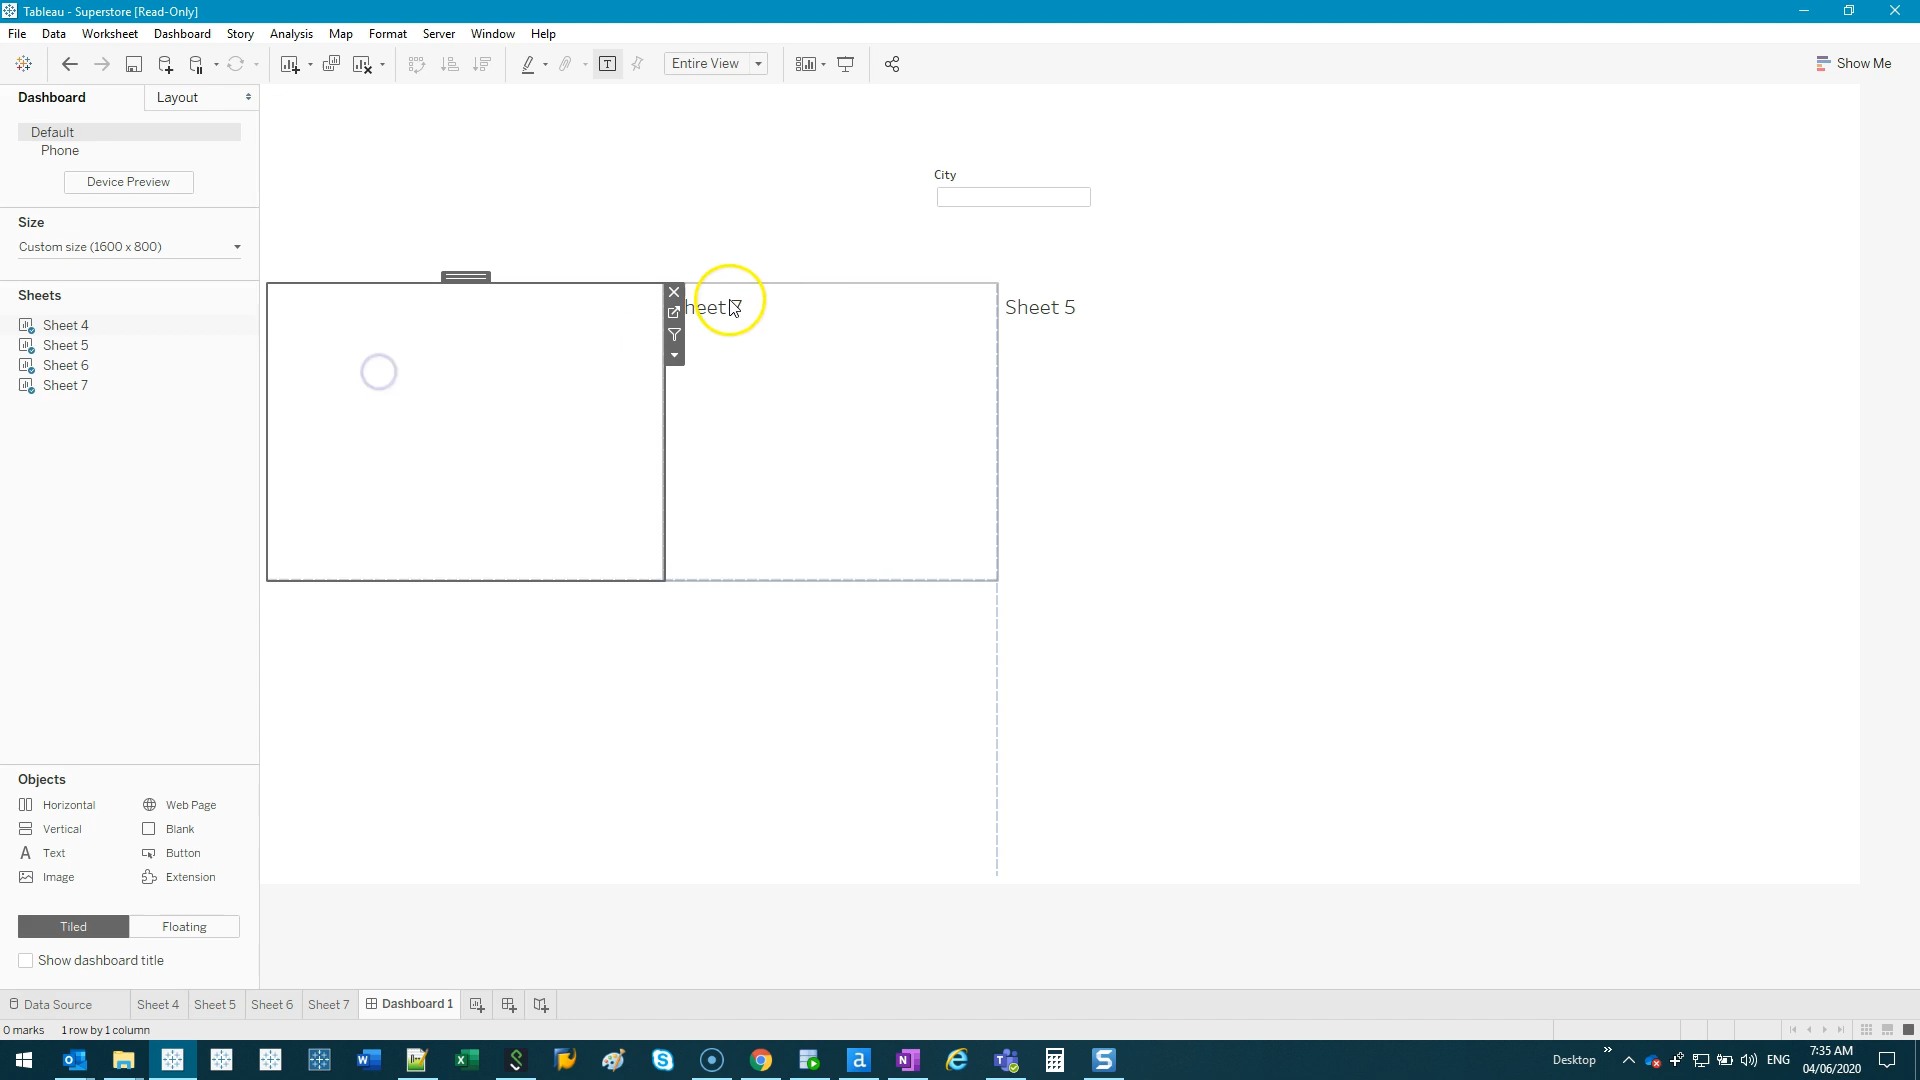 Tableau - Superstore [Read-Only]
File Data Worksheet Dashboard Story Analysis Map Format Server Window Help
Entire View
Show Me
Dashboard
Layout
Default
Phone
Device Preview
Size
Custom size (1600 x 800)
Sheets
Sheet 4
Sheet 5
Sheet 6
Sheet 7
City
heet 7
Sheet 5
Objects
Horizontal
Web Page
Vertical
Blank
Text
Button
Image
Extension
Tiled
Floating
Show dashboard title
Data Source
Sheet 4
Sheet 5
Sheet 6
Sheet 7
Dashboard 1
0 marks
1 row by 1 column
Desktop
ENG
7:35 AM
04/06/2020